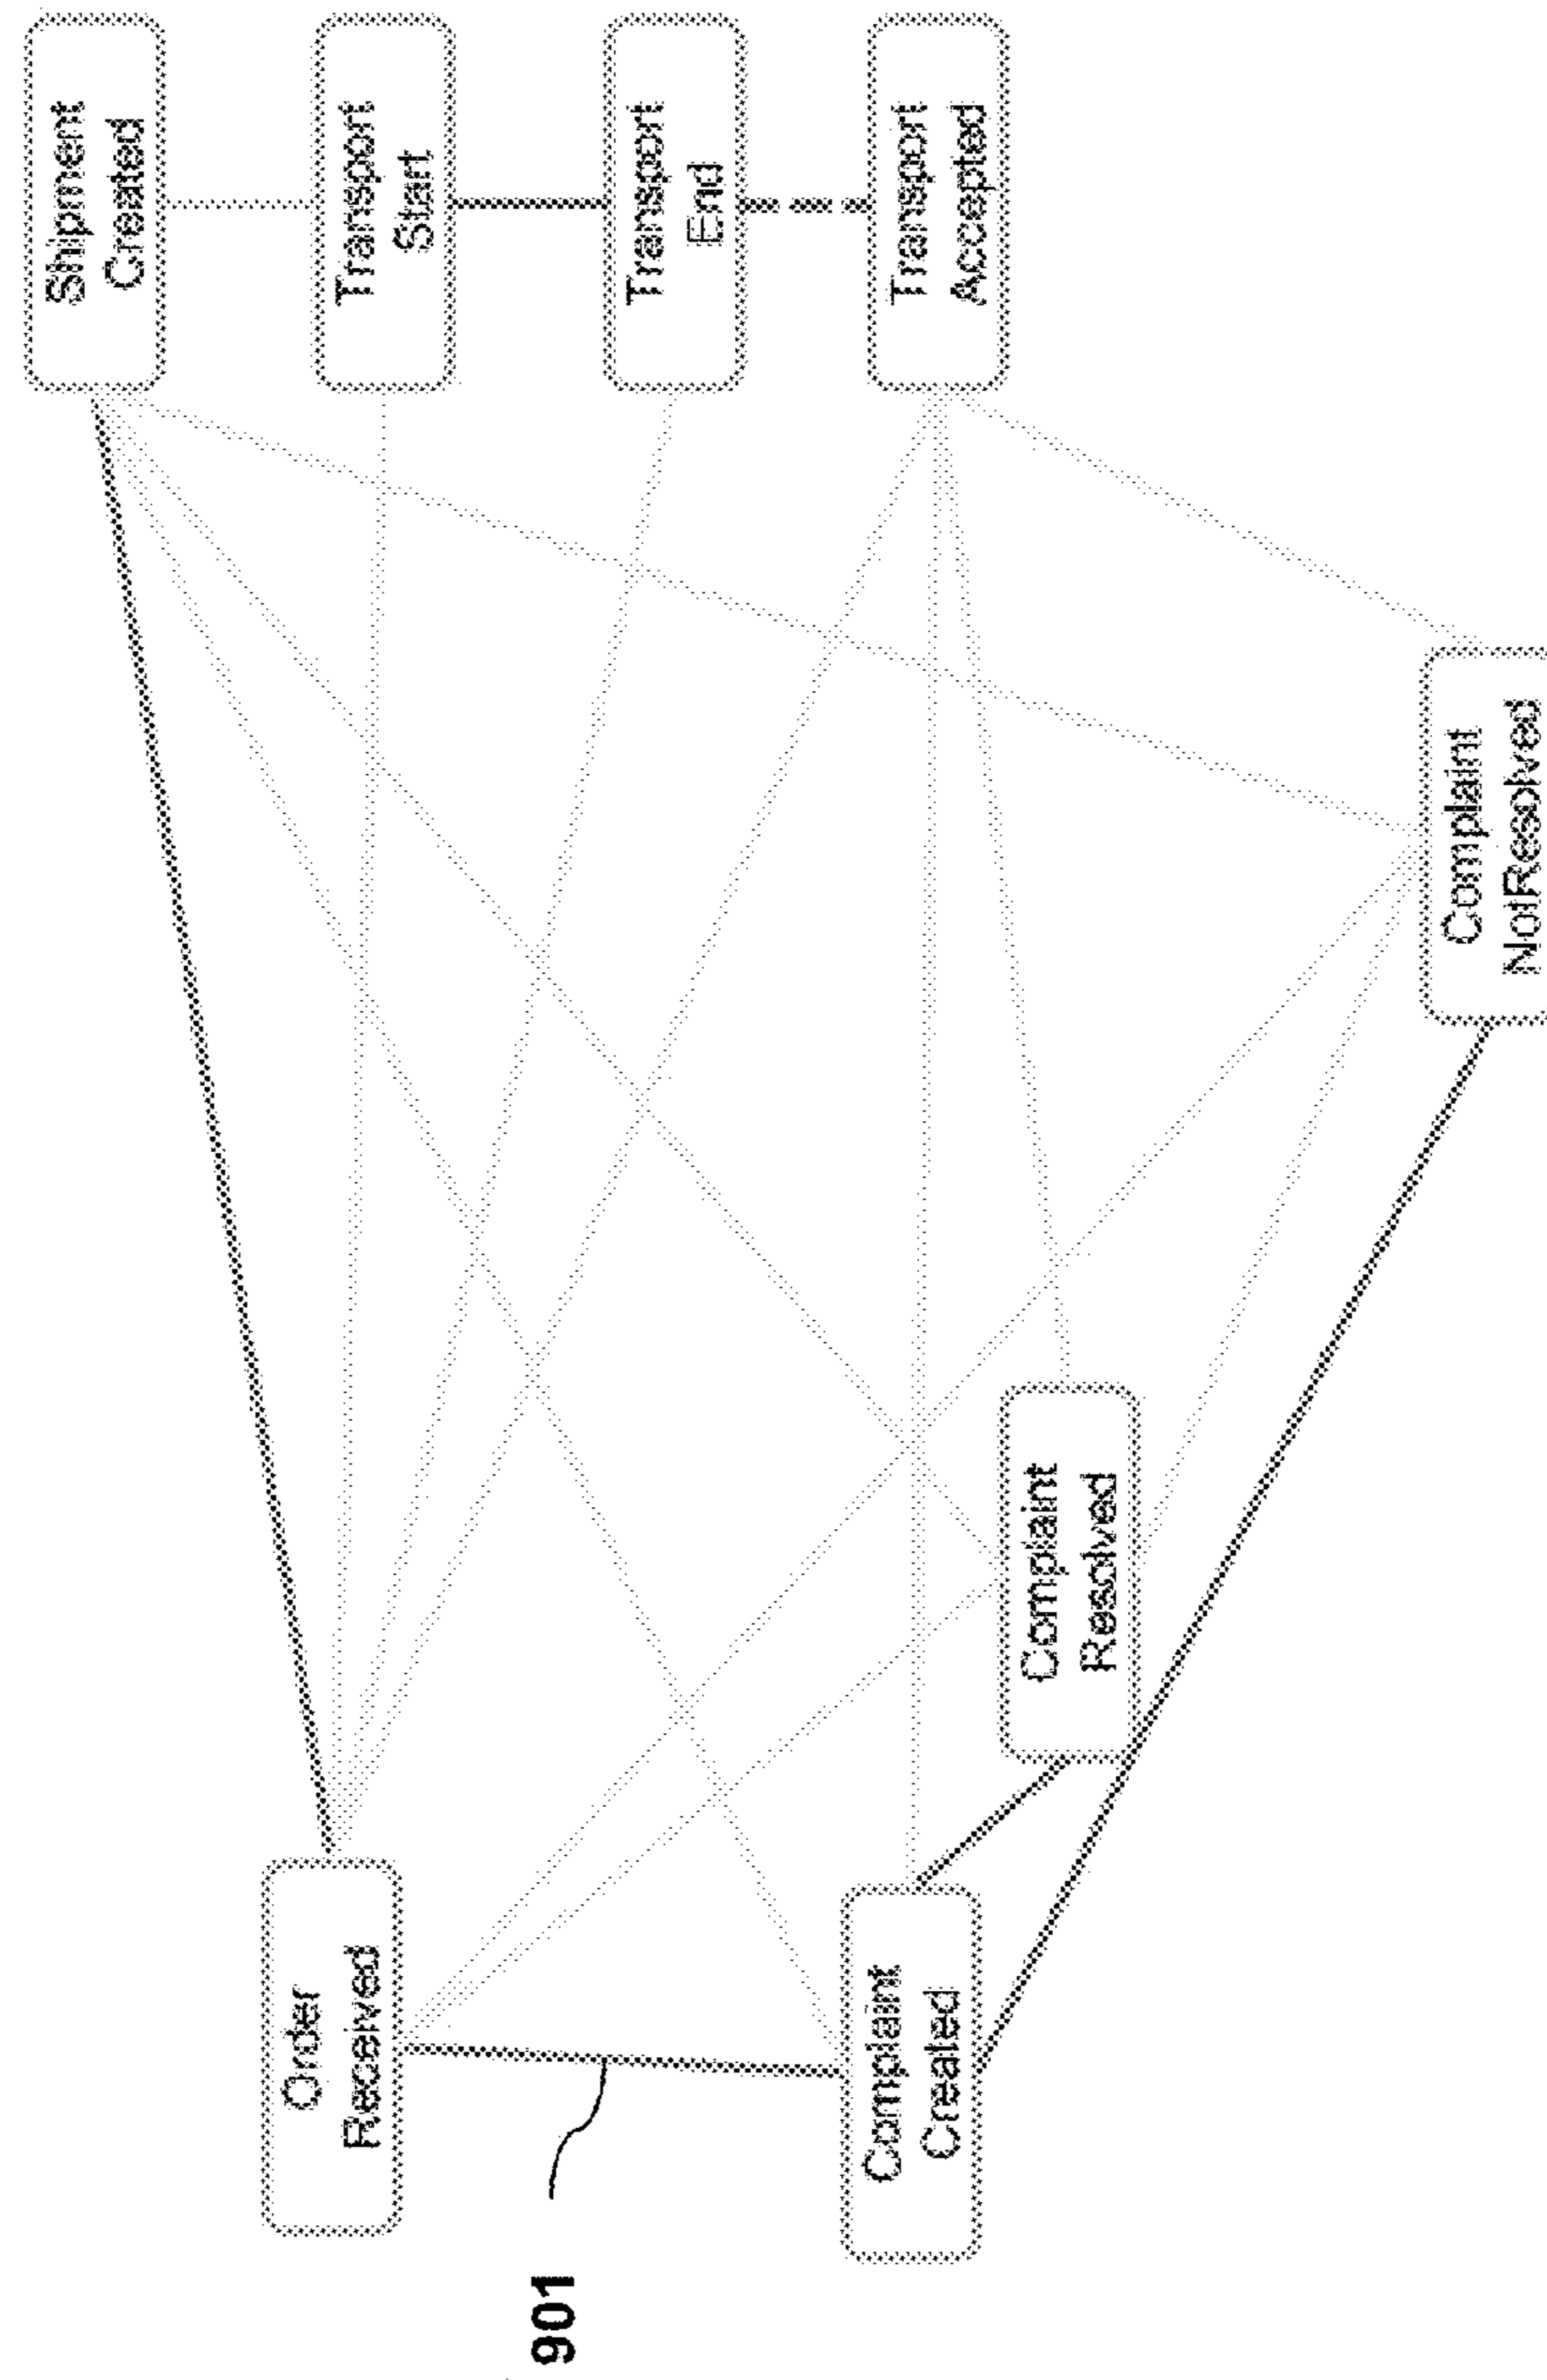 Order
Received
901
Complaint
Created
Complaint
Resolved
Complaint
NotResolved
Shipment
Created
Transport
Start
Transport
End
Transport
Accepted